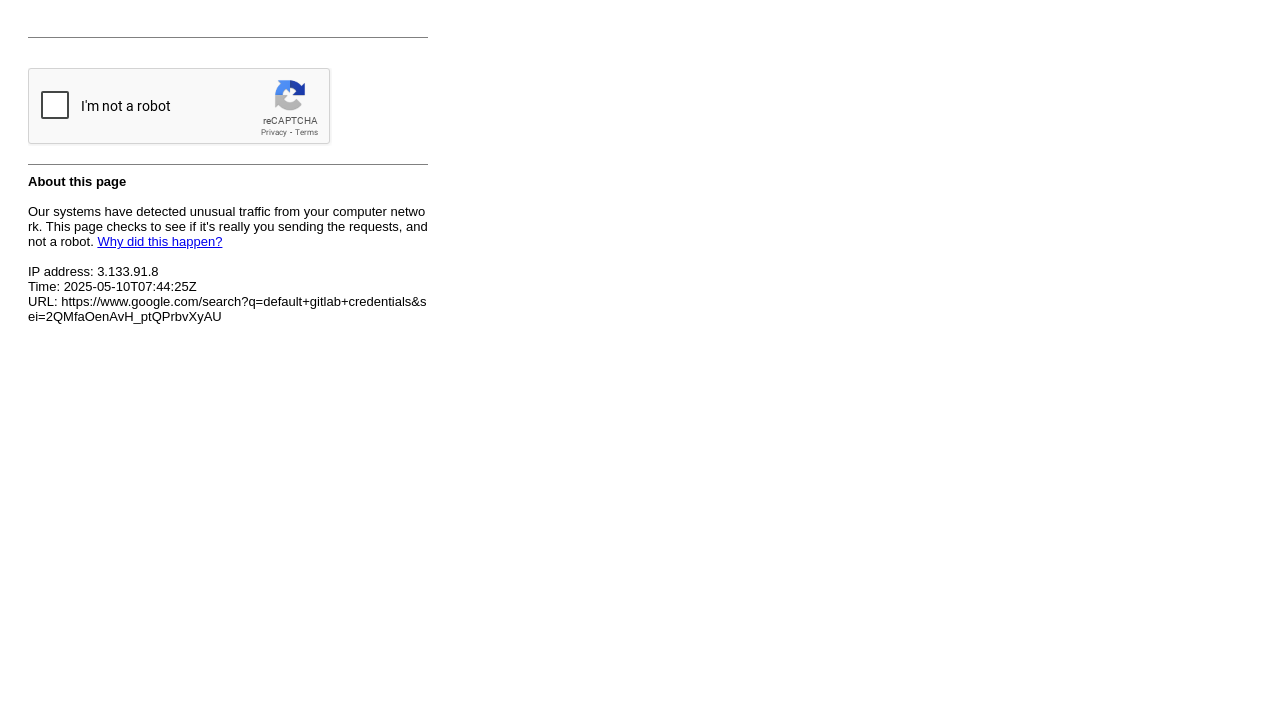 I'm not a robot
reCAPTCHA
Privacy - Terms
About this page
Our systems have detected unusual traffic from your computer netwo
rk. This page checks to see if it's really you sending the requests, and
not a robot. Why did this happen?
IP address: 3.133.91.8
Time: 2025-05-10T07:44:25Z
URL: https://www.google.com/search?q=default+gitlab+credentials&s
ei=2QMfaOenAvH_ptQPrbvXyAU